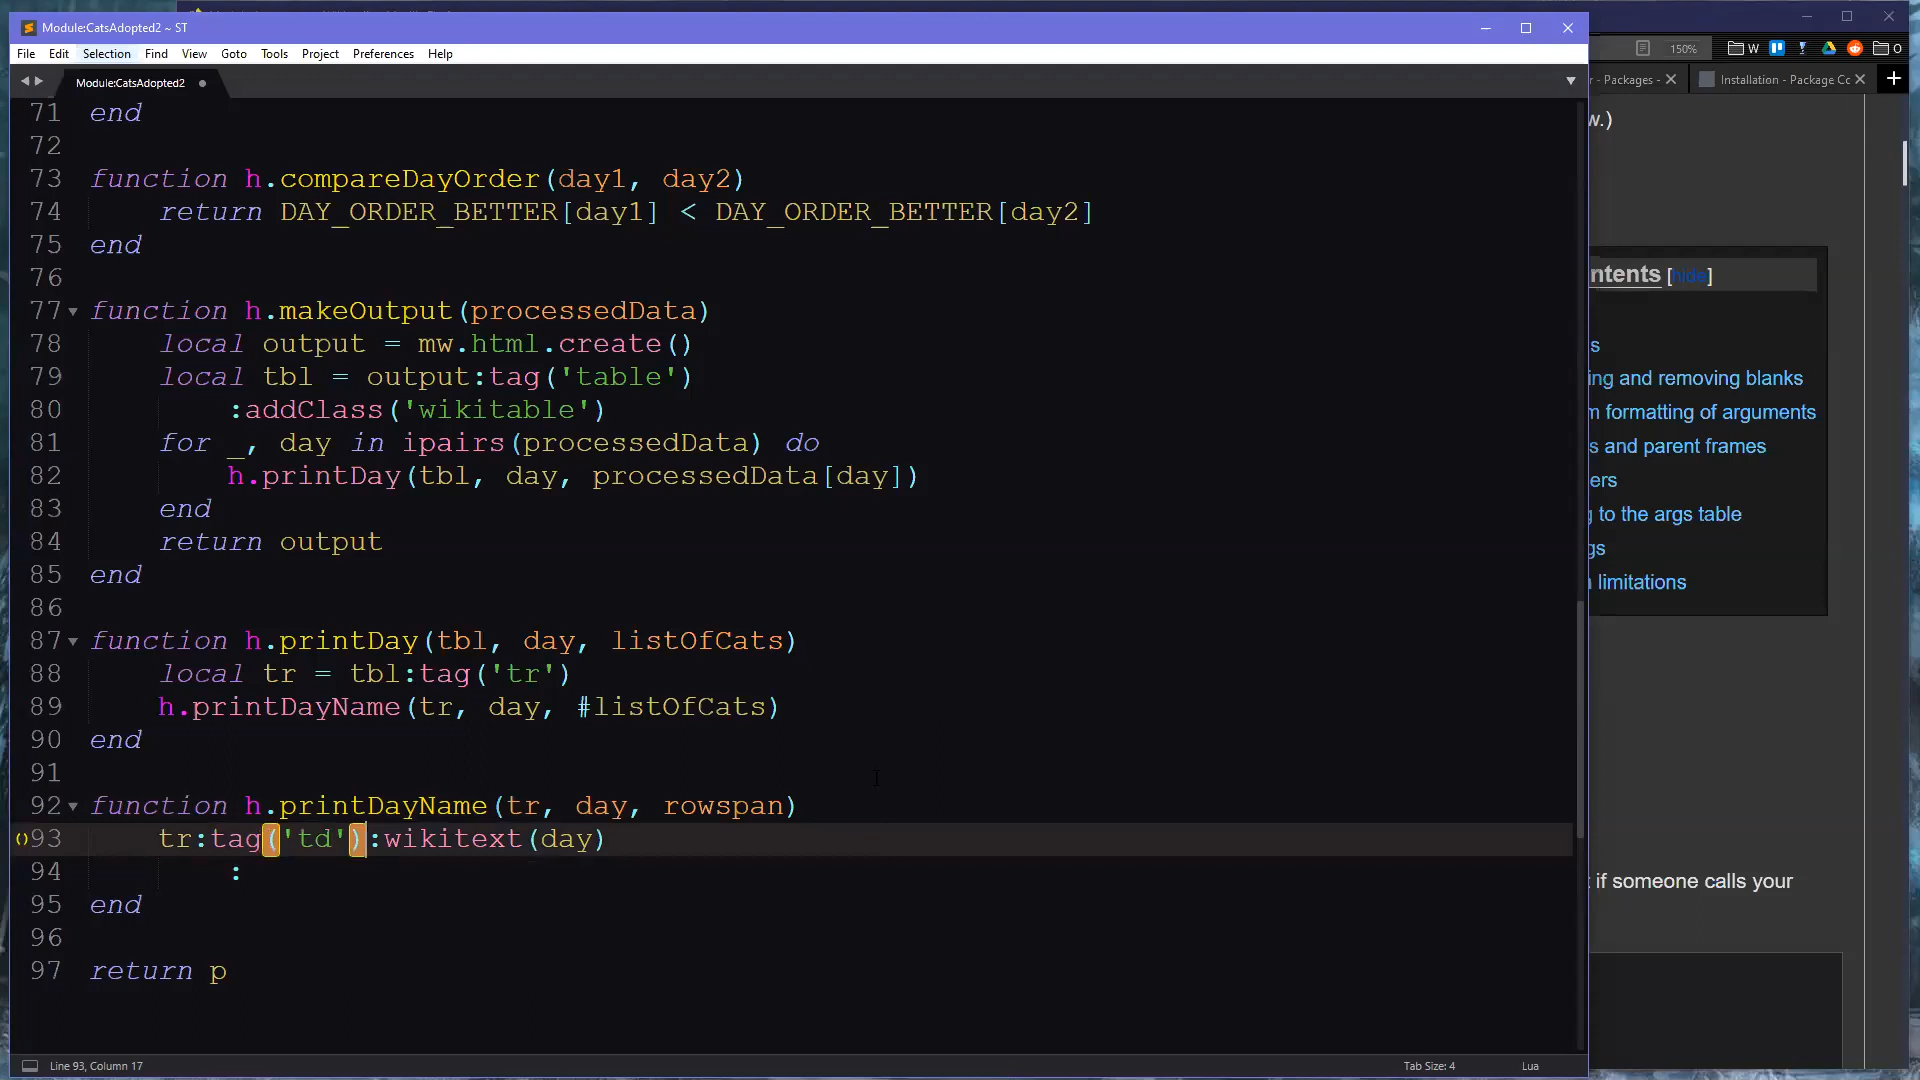 Module:CatsAdopted2 ~ ST
File Edit Selection Find View Goto Tools Project Preferences Help
Module:CatsAdopted2
150% W O
r - Packages - Installation - Package Cc
71 end
72
73 function h.compareDayOrder(day1, day2)
74 return DAY_ORDER_BETTER[day1] < DAY_ORDER_BETTER[day2]
75 end
76
77 function h.makeOutput(processedData)
78 local output = mw.html.create()
79 local tbl = output:tag('table')
80 :addClass('wikitable')
81 for _, day in ipairs(processedData) do
82 h.printDay(tbl, day, processedData[day])
83 end
84 return output
85 end
86
87 function h.printDay(tbl, day, listOfCats)
88 local tr = tbl:tag('tr')
89 h.printDayName(tr, day, #listOfCats)
90 end
91
92 function h.printDayName(tr, day, rowspan)
93 tr:tag('td'):wikitext(day)
94 :
95 end
96
97 return p
Line 93, Column 17
Tab Size: 4
Lua
w.)
ntents [hide]
s
ing and removing blanks
m formatting of arguments
s and parent frames
ers
g to the args table
gs
n limitations
t if someone calls your